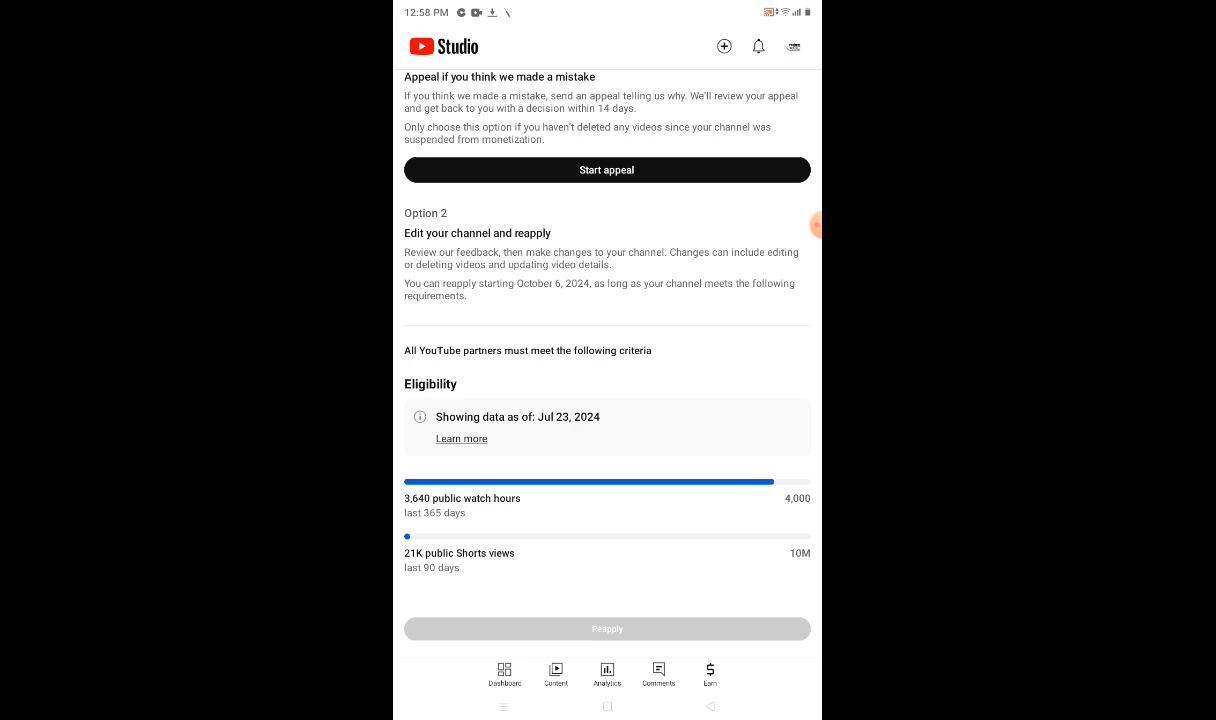 12:58 PM
Studio
Appeal if you think we made a mistake
If you think we made a mistake, send an appeal telling us why. We'll review your appeal
and get back to you with a decision within 14 days.
Only choose this option if you haven't deleted any videos since your channel was
suspended from monetization.
Start appeal
Option 2
Edit your channel and reapply
Review our feedback, then make changes to your channel. Changes can include editing
or deleting videos and updating video details.
You can reapply starting October 6, 2024, as long as your channel meets the following
requirements.
All YouTube partners must meet the following criteria
Eligibility
Showing data as of: Jul 23, 2024
Learn more
3,640 public watch hours 4,000
last 365 days
21K public Shorts views 10M
last 90 days
Reapply
Dashboard Content Analytics Comments Earn